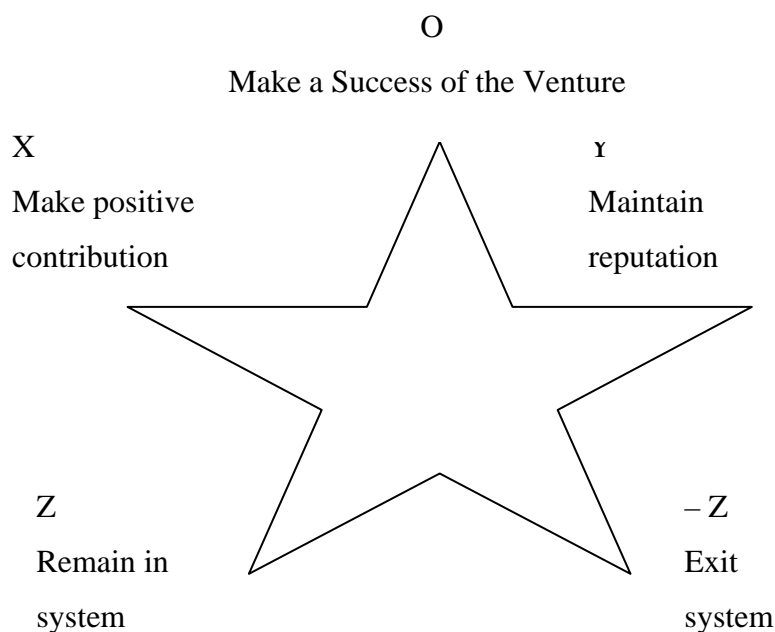 O
Make a Success of the Venture
X
Make positive
contribution
Y
Maintain
reputation
Z
Remain in
system
– Z
Exit
system